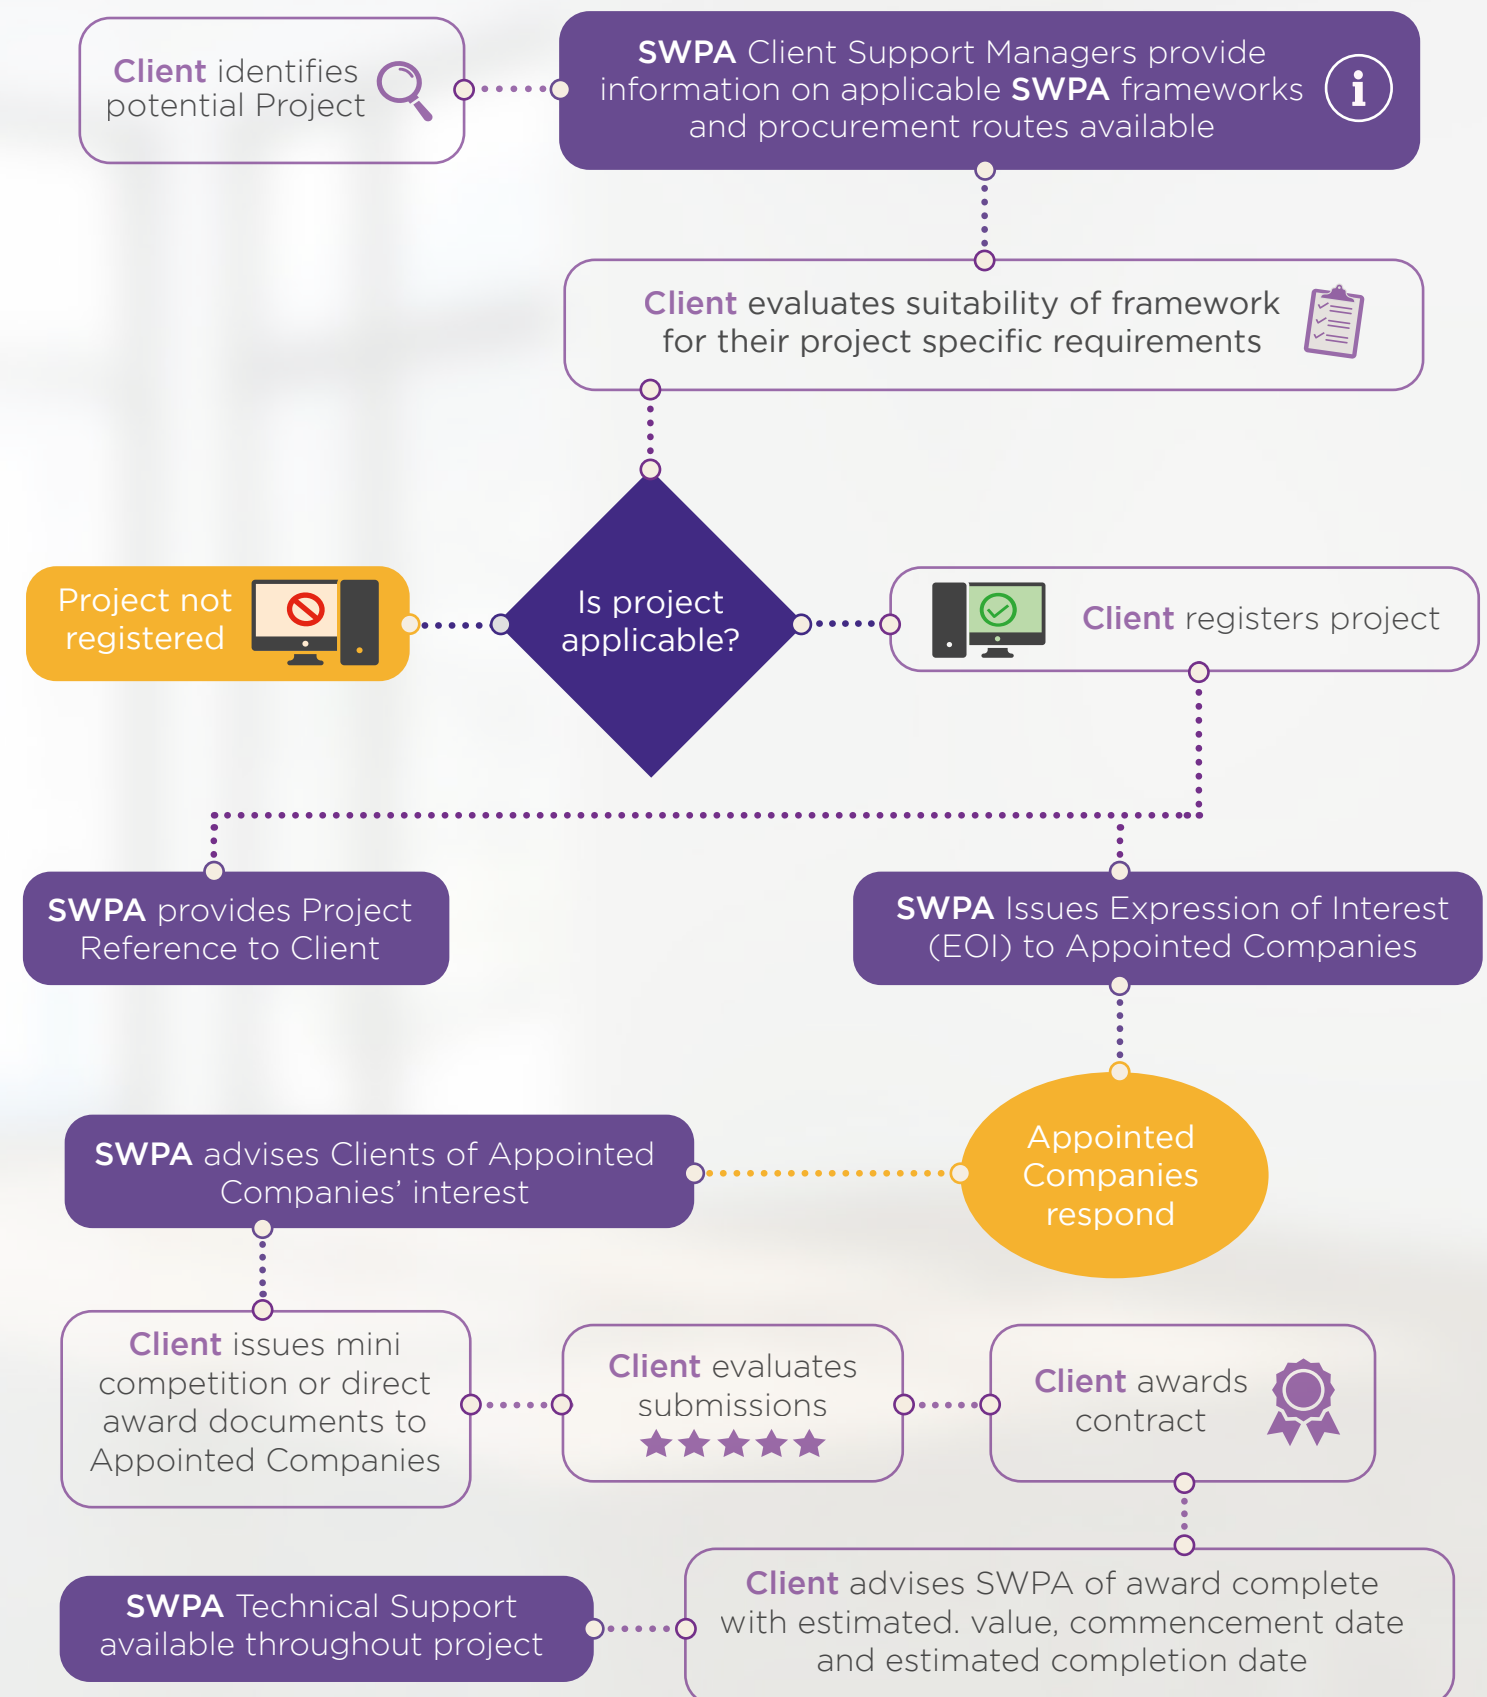 Client identifies
potential Project
SWPA Client Support Managers provide
information on applicable SWPA frameworks
and procurement routes available
i
Client evaluates suitability of framework
for their project specific requirements
Is project
applicable?
Project not
registered
Client registers project
SWPA provides Project
Reference to Client
SWPA Issues Expression of Interest
(EOI) to Appointed Companies
Appointed
Companies
respond
SWPA advises Clients of Appointed
Companies’ interest
Client issues mini
competition or direct
award documents to
Appointed Companies
Client evaluates
submissions
Client awards
contract
Client advises SWPA of award complete
with estimated. value, commencement date
and estimated completion date
SWPA Technical Support
available throughout project